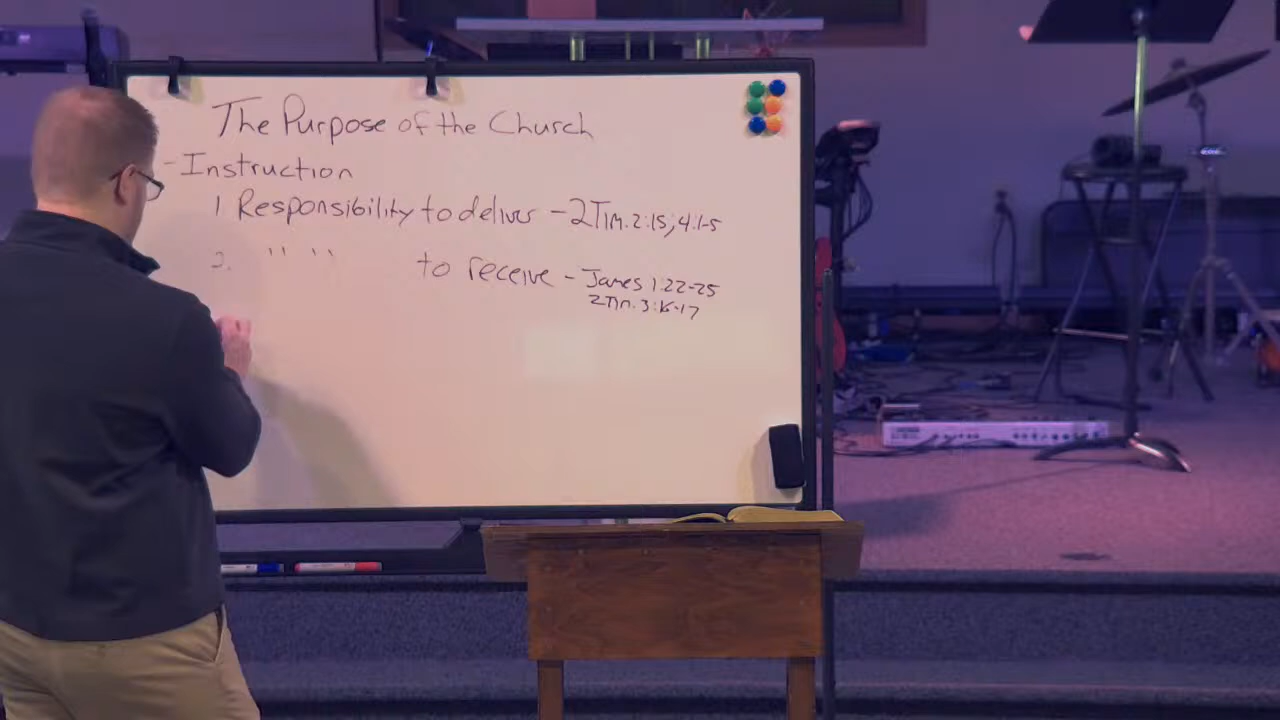 The Purpose of the Church
- Instruction
1 Responsibility to deliver - 2Tim. 2:15; 4:1-5
2. " " to receive - James 1:22-25
2Tim. 3:16-17